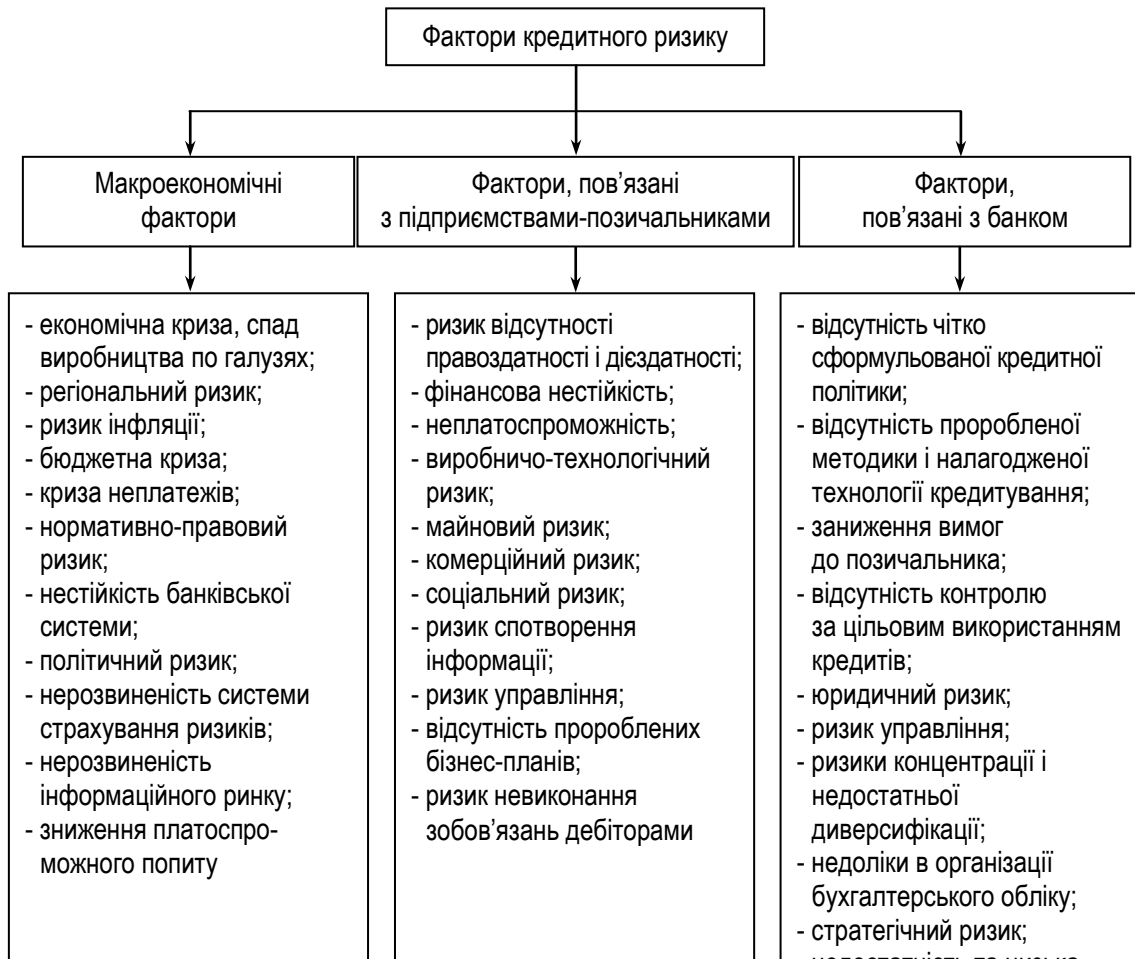 Фактори кредитного ризику
Макроекономічні
фактори
Фактори, пов’язані
з підприємствами-позичальниками
Фактори,
пов’язані з банком
- економічна криза, спад
виробництва по галузях;
- регіональний ризик;
- ризик інфляції;
- бюджетна криза;
- криза неплатежів;
- нормативно-правовий
ризик;
- нестійкість банківської
системи;
- політичний ризик;
- нерозвиненість системи
страхування ризиків;
- нерозвиненість
інформаційного ринку;
- зниження платоспро-
можного попиту
- ризик відсутності
правоздатності і дієздатності;
- фінансова нестійкість;
- неплатоспроможність;
- виробничо-технологічний
ризик;
- майновий ризик;
- комерційний ризик;
- соціальний ризик;
- ризик спотворення
інформації;
- ризик управління;
- відсутність пророблених
бізнес-планів;
- ризик невиконання
зобов’язань дебіторами
- відсутність чітко
сформульованої кредитної
політики;
- відсутність проробленої
методики і налагодженої
технології кредитування;
- заниження вимог
до позичальника;
- відсутність контролю
за цільовим використанням
кредитів;
- юридичний ризик;
- ризик управління;
- ризики концентрації і
недостатньої
диверсифікації;
- недоліки в організації
бухгалтерського обліку;
- стратегічний ризик;